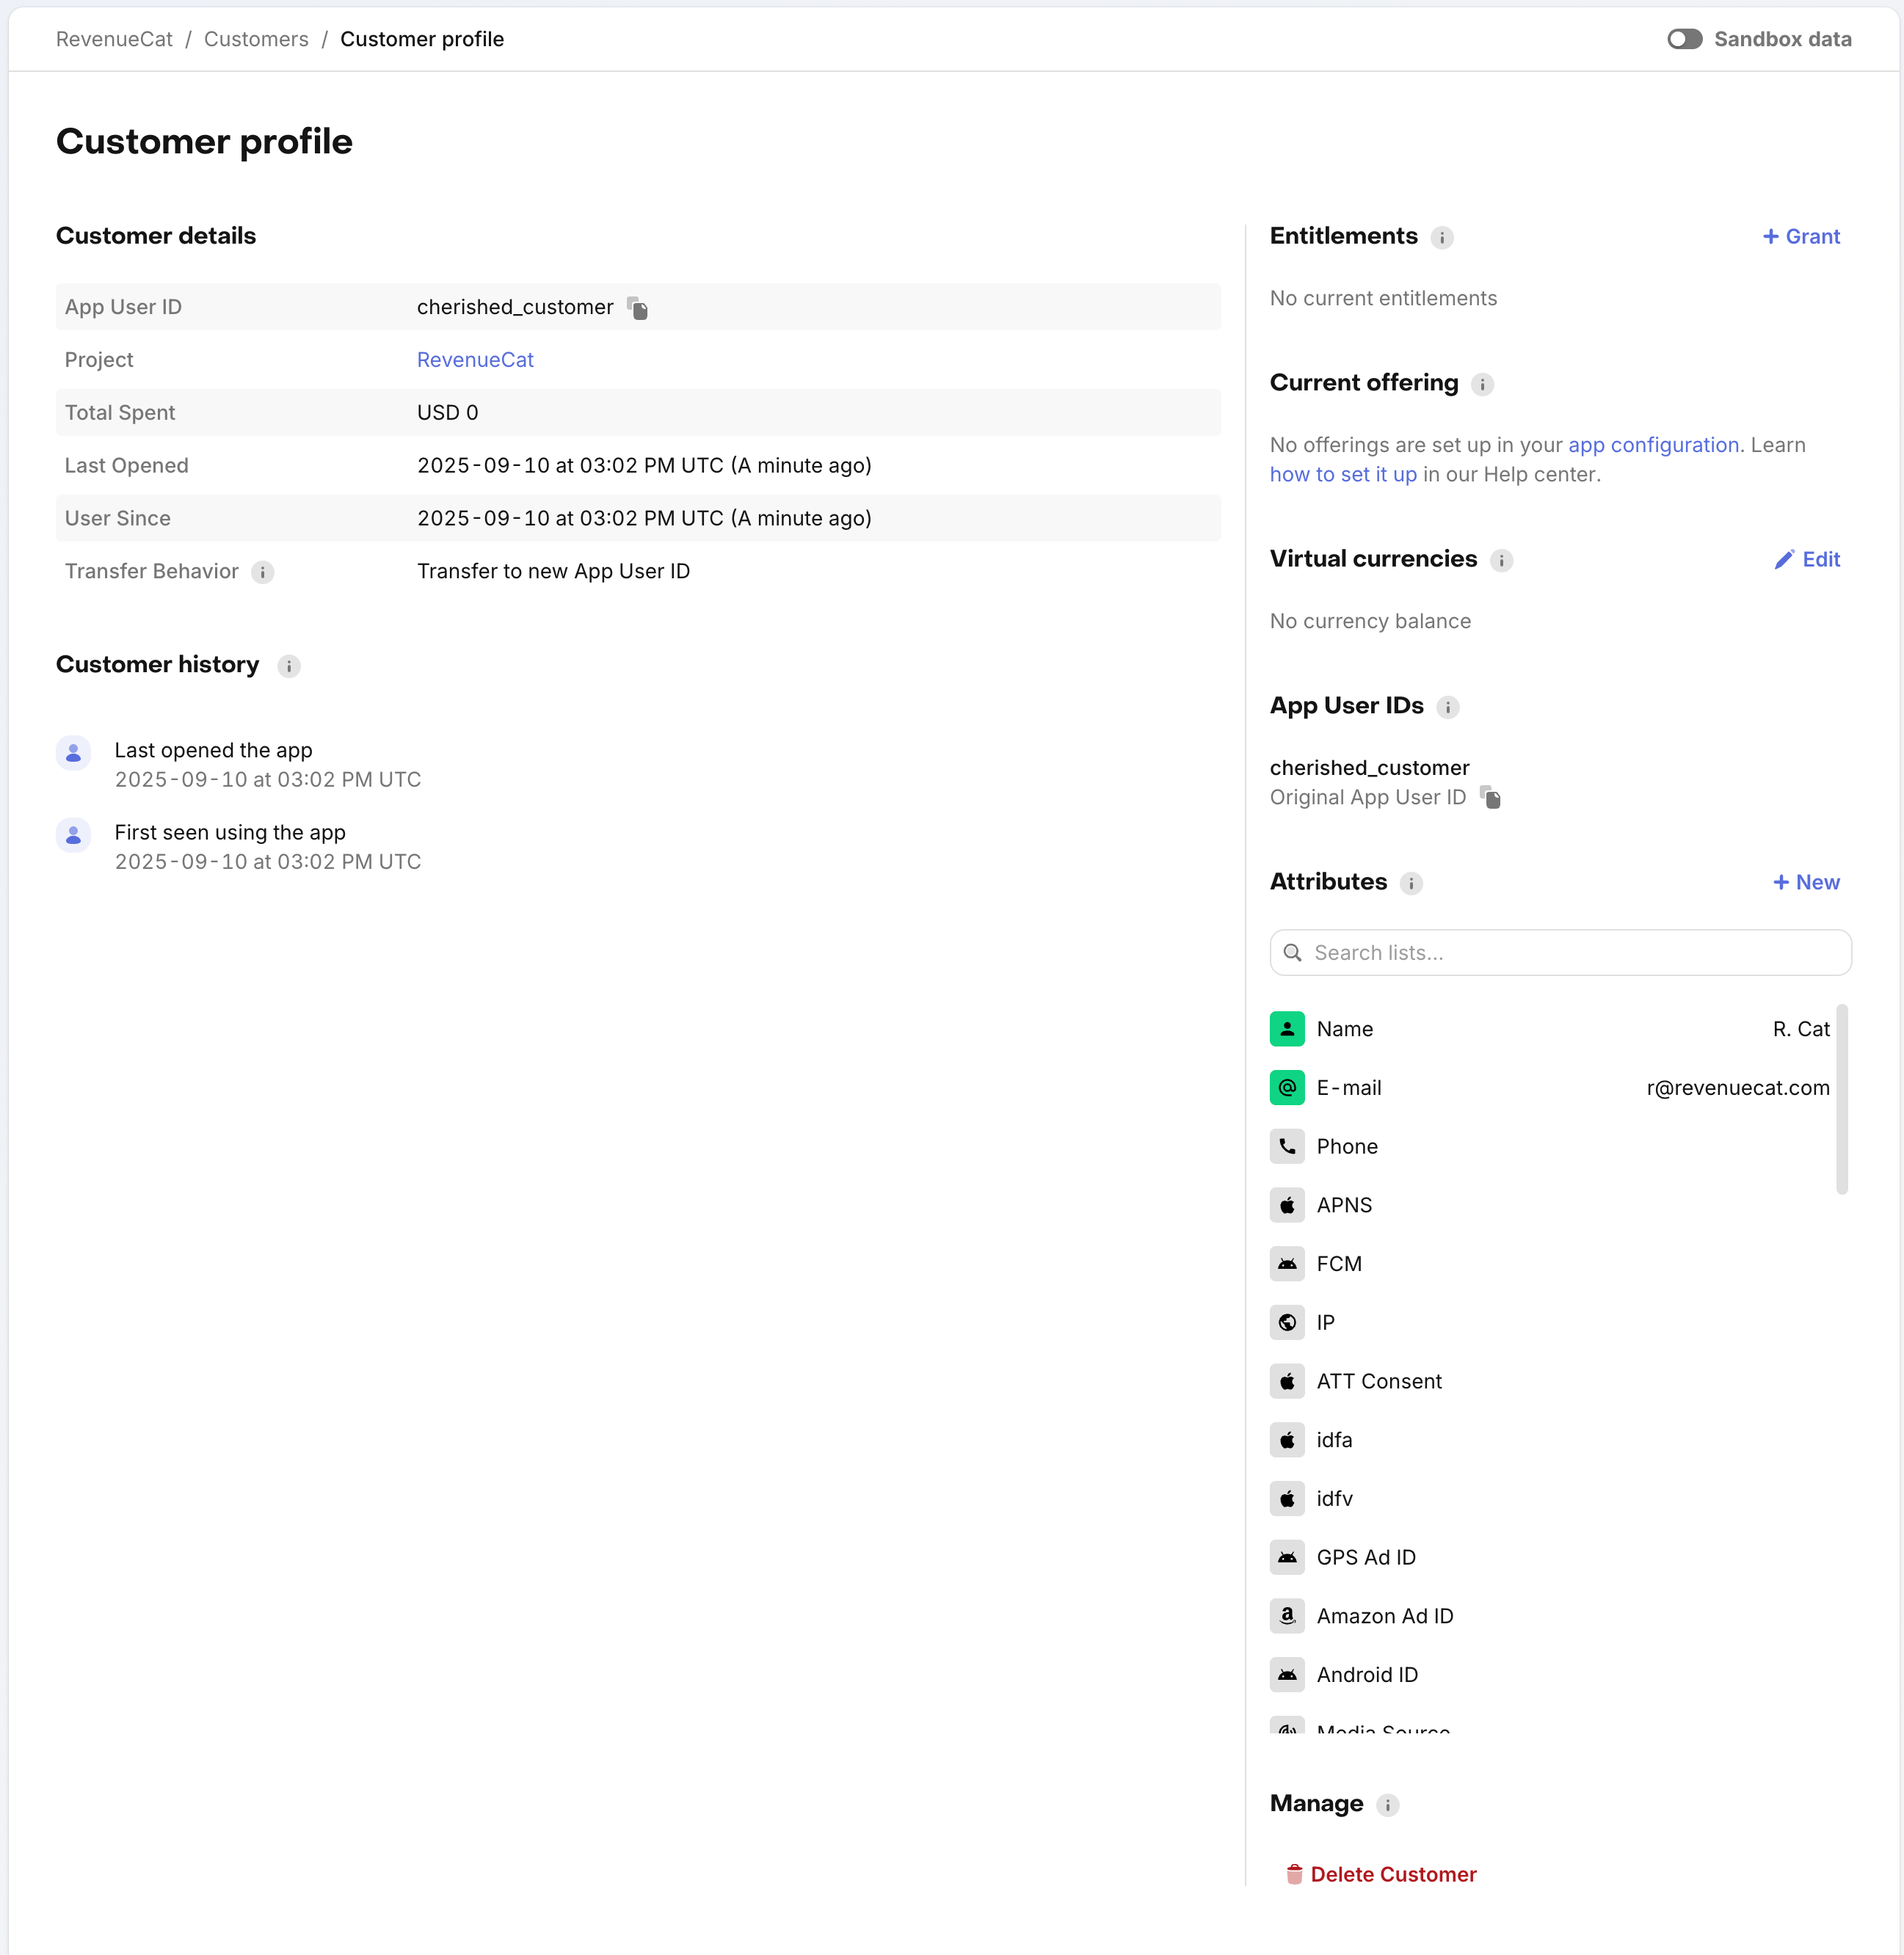 RevenueCat / Customers / Customer profile
Sandbox data
Customer profile
Customer details
App User ID cherished_customer
Project RevenueCat
Total Spent USD 0
Last Opened 2025-09-10 at 03:02 PM UTC (A minute ago)
User Since 2025-09-10 at 03:02 PM UTC (A minute ago)
Transfer Behavior Transfer to new App User ID
Customer history
Last opened the app
2025-09-10 at 03:02 PM UTC
First seen using the app
2025-09-10 at 03:02 PM UTC
Entitlements
+ Grant
No current entitlements
Current offering
No offerings are set up in your app configuration. Learn
how to set it up in our Help center.
Virtual currencies
Edit
No currency balance
App User IDs
cherished_customer
Original App User ID
Attributes
+ New
Search lists...
Name R. Cat
E-mail r@revenuecat.com
Phone
APNS
FCM
IP
ATT Consent
idfa
idfv
GPS Ad ID
Amazon Ad ID
Android ID
Media Source
Manage
Delete Customer